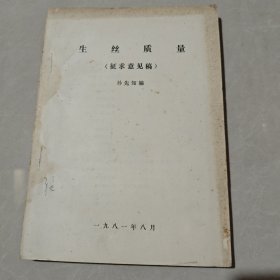 生丝质量
（征求意见稿）
孙先知编
一九八一年八月